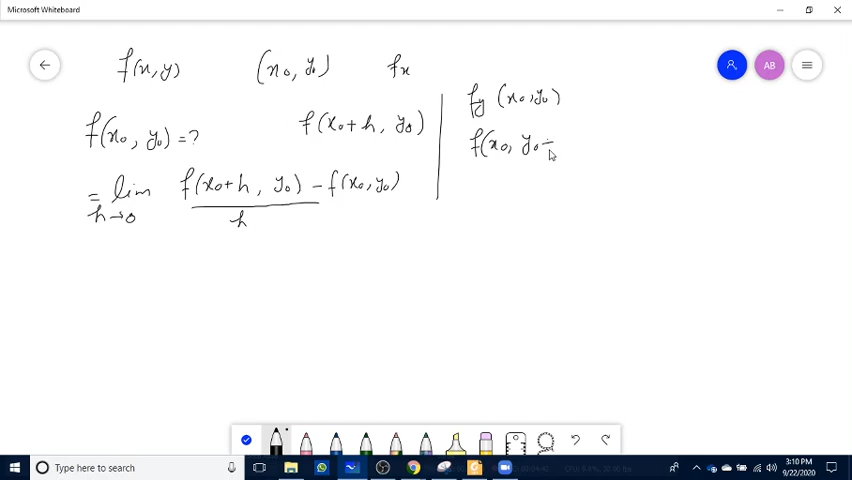 Microsoft Whiteboard
f(x,y) (x₀, y₀) fx
f(x₀, y₀) = ? f(x₀+h, y₀)
= lim h→0 f(x₀+h, y₀) - f(x₀,y₀)
h
fy (x₀,y₀)
f(x₀, y₀ -
AB
Type here to search
3:10 PM
9/22/2020